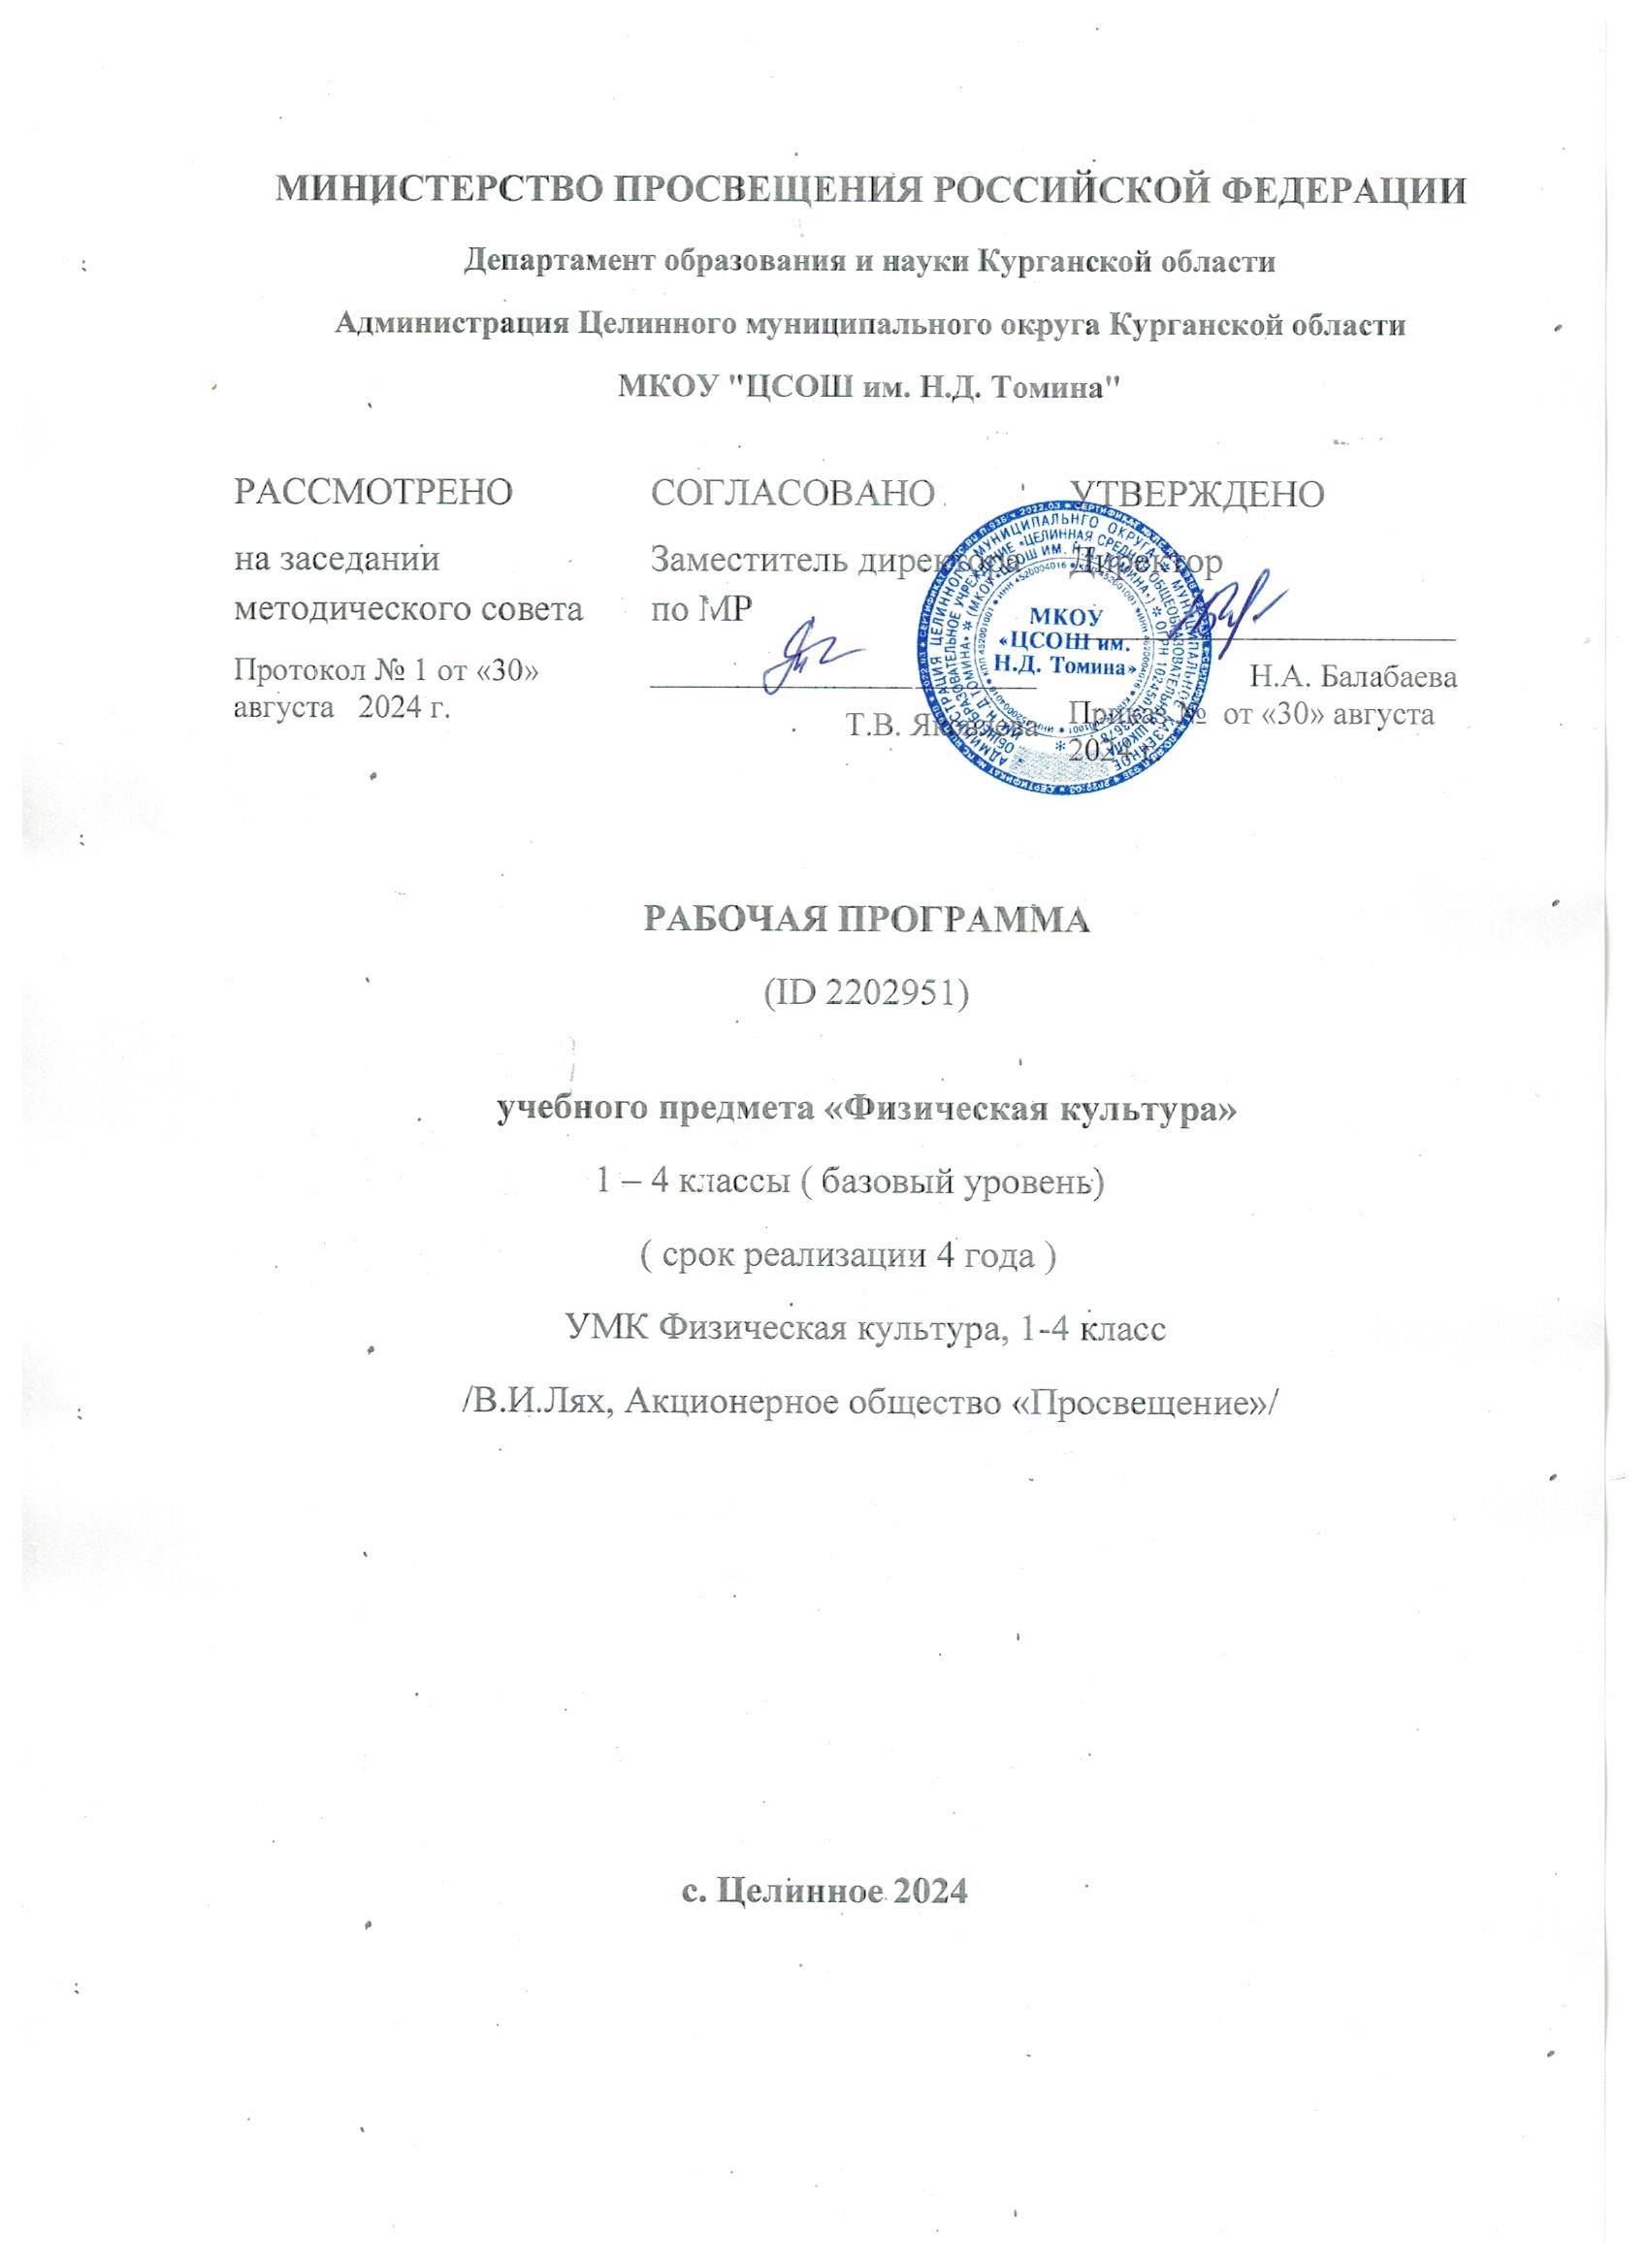 МИНИСТЕРСТВО ПРОСВЕЩЕНИЯ РОССИЙСКОЙ ФЕДЕРАЦИИ
Департамент образования и науки Курганской области
Администрация Целинного муниципального округа Курганской области
МКОУ "ЦСОШ им. Н.Д. Томина"
РАССМОТРЕНО
на заседании
методического совета
Протокол № 1 от «30»
августа 2024 г.
СОГЛАСОВАНО
Заместитель директора
по МР
Т.В. Яковлева
УТВЕРЖДЕНО
Директор
Н.А. Балабаева
Приказ № от «30» августа
2024 г.
МКОУ
«ЦСОШ им.
Н.Д. Томина»
РАБОЧАЯ ПРОГРАММА
(ID 2202951)
учебного предмета «Физическая культура»
1 – 4 классы ( базовый уровень)
( срок реализации 4 года )
УМК Физическая культура, 1-4 класс
/В.И.Лях, Акционерное общество «Просвещение»/
с. Целинное 2024